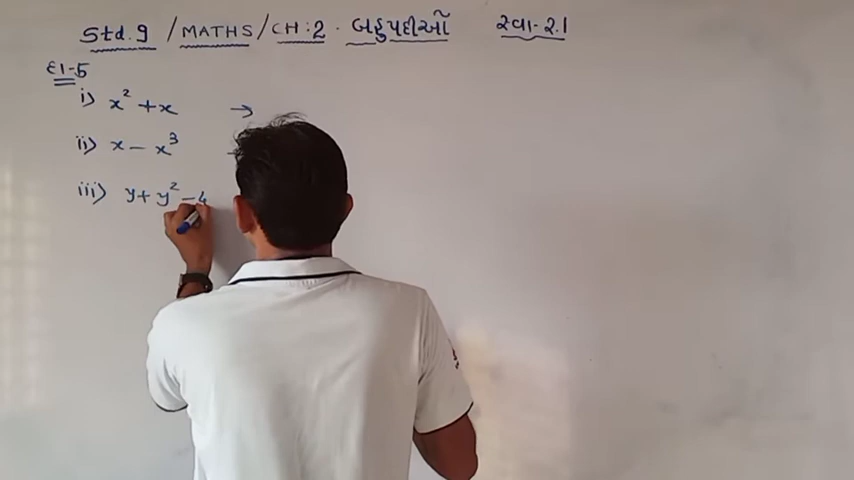 Std.9 /MATHS/CH:2. બહુપદીઓ સ્વા-2.1
દા-5
i) x² + x →
ii) x - x³
iii) y + y² - 4